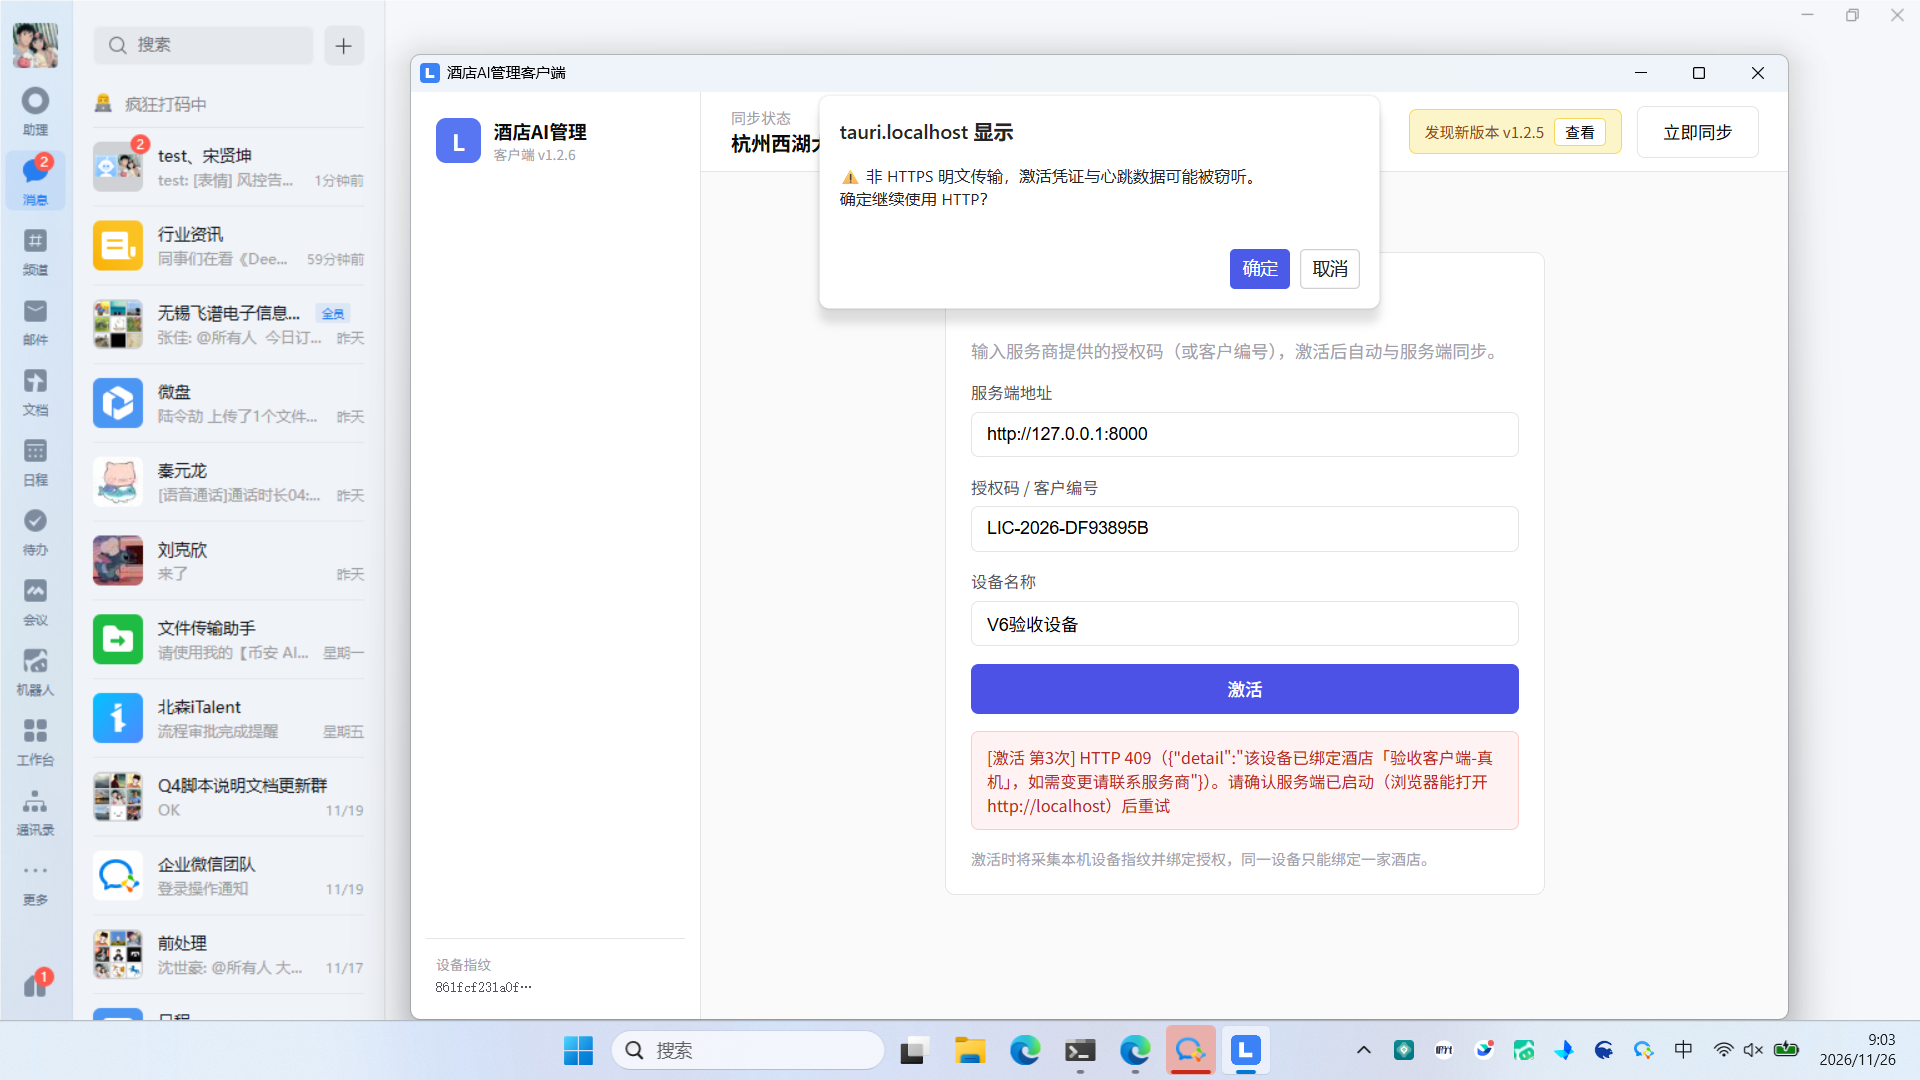 搜索
疯狂打码中
助理
2
消息
频道
邮件
文档
日程
待办
会议
机器人
工作台
通讯录
更多
1
2
test、宋贤坤
test: [表情] 风控告... 1分钟前
行业资讯
同事们在看《Dee... 59分钟前
无锡飞谱电子信息... 全员
张佳: @所有人 今日订... 昨天
微盘
陆令劼 上传了1个文件... 昨天
秦元龙
[语音通话]通话时长04:... 昨天
刘克欣
来了 昨天
文件传输助手
请使用我的【币安 AI... 星期一
北森iTalent
流程审批完成提醒 星期五
Q4脚本说明文档更新群
OK 11/19
企业微信团队
登录操作通知 11/19
前处理
沈世豪: @所有人 大... 11/17
L 酒店AI管理客户端
L
酒店AI管理
客户端 v1.2.6
设备指纹
861fcf231a0f…
同步状态
杭州西湖
发现新版本 v1.2.5 查看
立即同步
tauri.localhost 显示
⚠️ 非 HTTPS 明文传输，激活凭证与心跳数据可能被窃听。
确定继续使用 HTTP？
确定 取消
输入服务商提供的授权码（或客户编号），激活后自动与服务端同步。
服务端地址
http://127.0.0.1:8000
授权码 / 客户编号
LIC-2026-DF93895B
设备名称
V6验收设备
激活
[激活 第3次] HTTP 409（{"detail":"该设备已绑定酒店「验收客户端-真
机」，如需变更请联系服务商"}）。请确认服务端已启动（浏览器能打开
http://localhost）后重试
激活时将采集本机设备指纹并绑定授权，同一设备只能绑定一家酒店。
搜索
L
中
9:03
2026/11/26